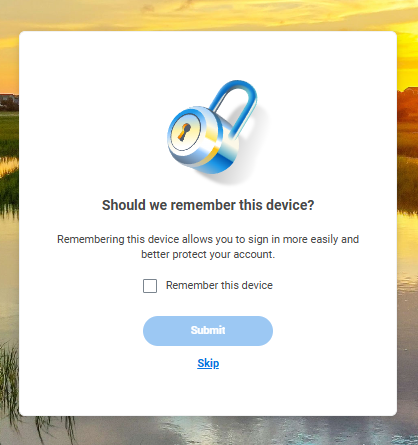 Should we remember this device?
Remembering this device allows you to sign in more easily and
better protect your account.
Remember this device
Submit
Skip